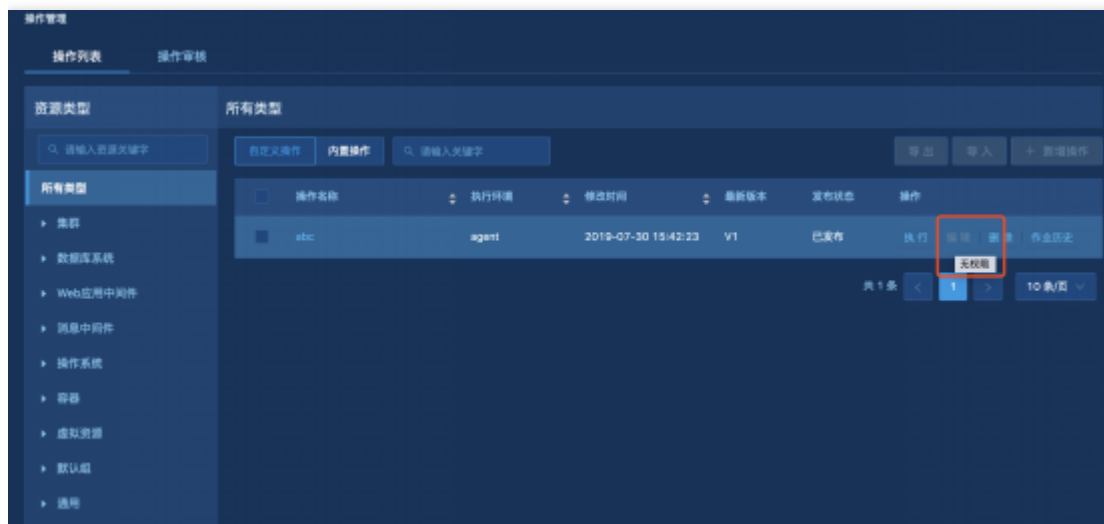 操作管理
操作列表 操作审核
资源类型 所有类型
请输入资源关键字 自定义操作 内置操作 请输入关键字 导出 导入 + 新增操作
所有类型 操作名称 执行环境 修改时间 最新版本 发布状态 操作
集群 abc agent 2019-07-30 15:42:23 V1 已发布 执行 编辑 删除 作业历史
无权限
数据库系统
共 1 条 < 1 > 10 条/页
Web应用中间件
消息中间件
操作系统
容器
虚拟资源
默认组
通用